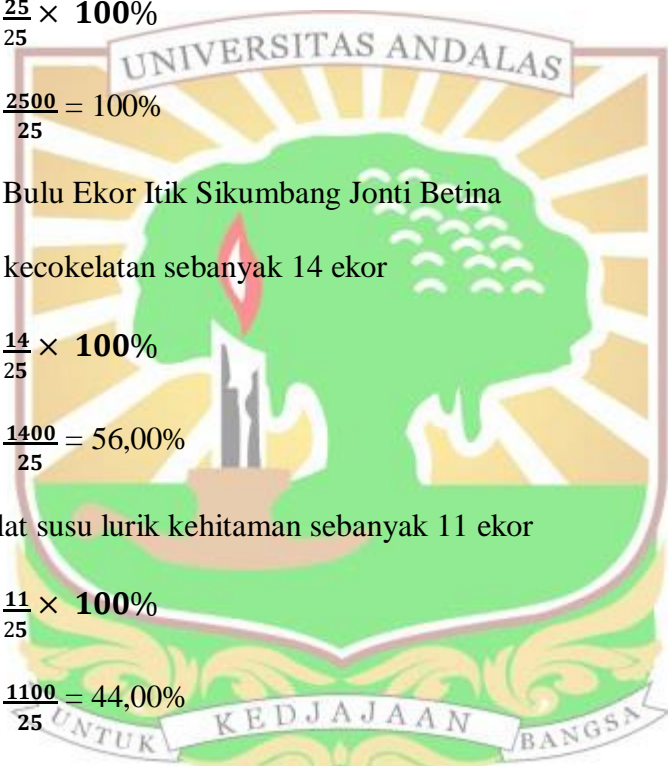 25/25 × 100%
UNIVERSITAS ANDALAS
2500/25 = 100%
Bulu Ekor Itik Sikumbang Jonti Betina
kecokelatan sebanyak 14 ekor
14/25 × 100%
1400/25 = 56,00%
lat susu lurik kehitaman sebanyak 11 ekor
11/25 × 100%
1100/25 = 44,00%
UNTUK KEDJAJAAN BANGSA